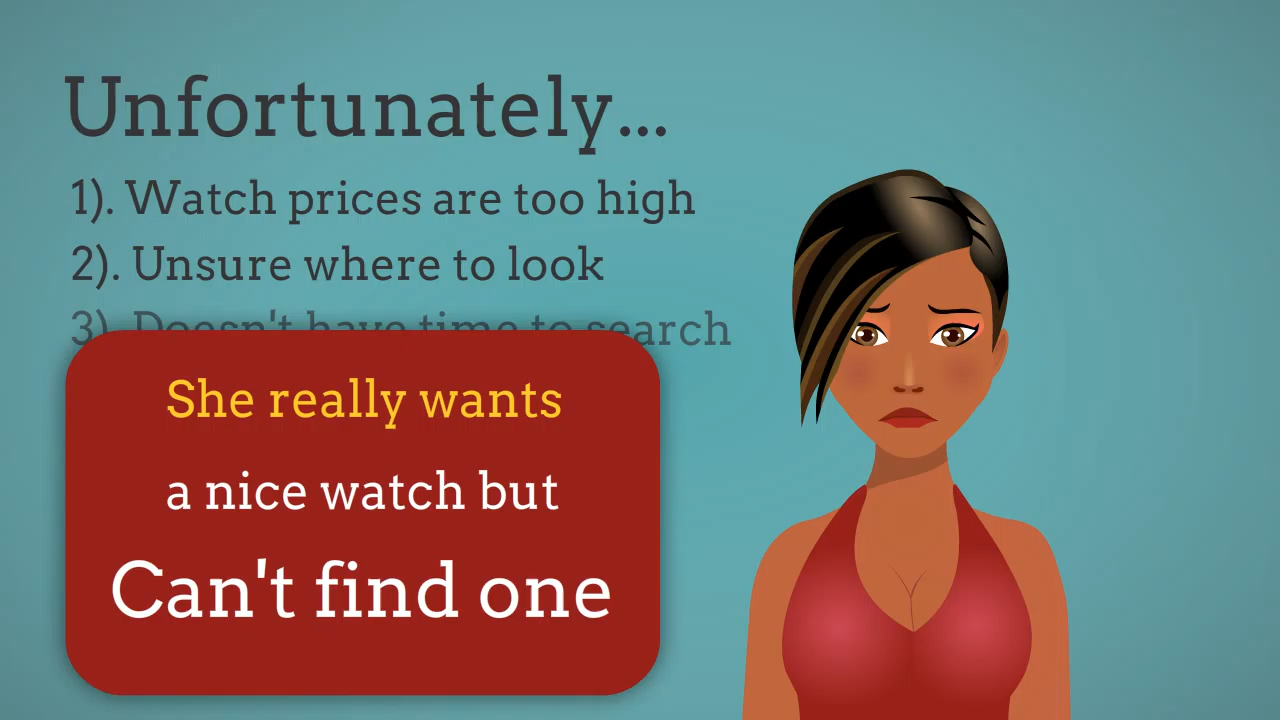 Unfortunately...
1). Watch prices are too high
2). Unsure where to look
3). Doesn't have time to search
She really wants
a nice watch but
Can't find one